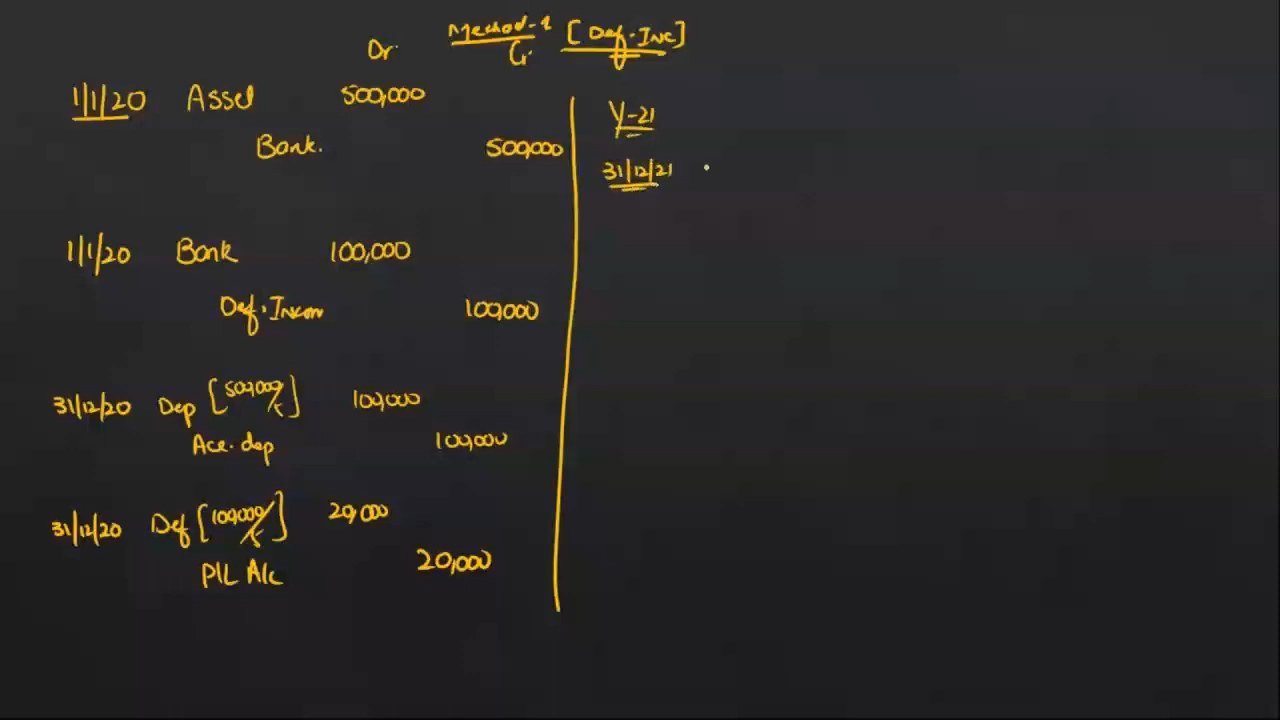 Method-1 [Def-Inc]
Dr. Cr.
1/1/20 Asset 500,000
Bank. 500,000
1/1/20 Bank 100,000
Def.Incom 100,000
31/12/20 Dep [500,000/5] 100,000
Acc.dep 100,000
31/12/20 Def [100,000/5] 20,000
P/L A/c 20,000
Y-21
31/12/21